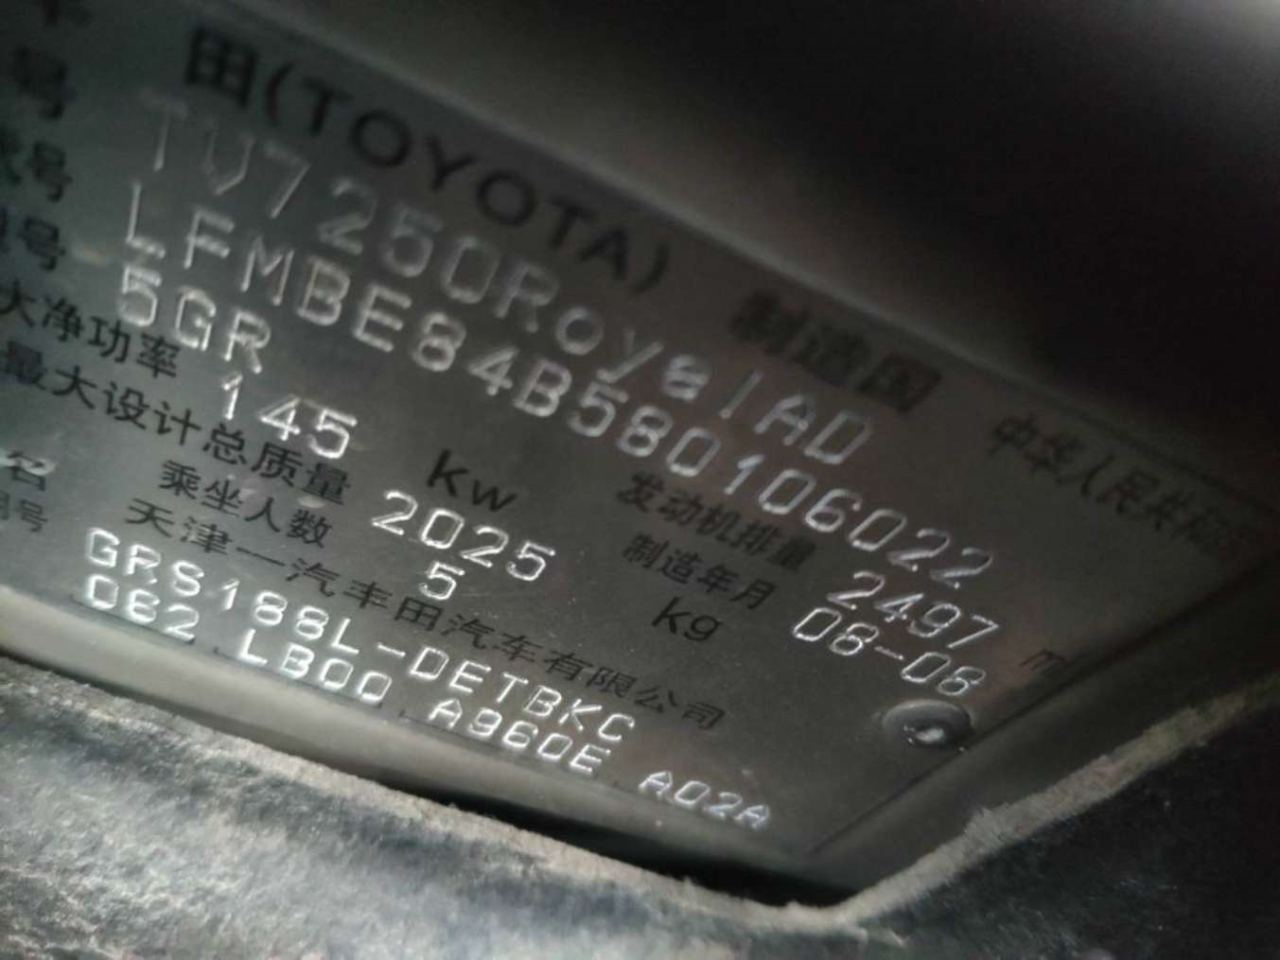 田(TOYOTA) 制造国 中华人民共和
号 TV7250RoyalAD
号 LFMBE84B580106022
号 5GR 发动机排量 2497 m
大净功率 145 kw 制造年月 08-08
最大设计总质量 2025 kg
乘坐人数 5
名 天津一汽丰田汽车有限公司
号 GRS188L-DETBKC
062 LB00 A960E A02A